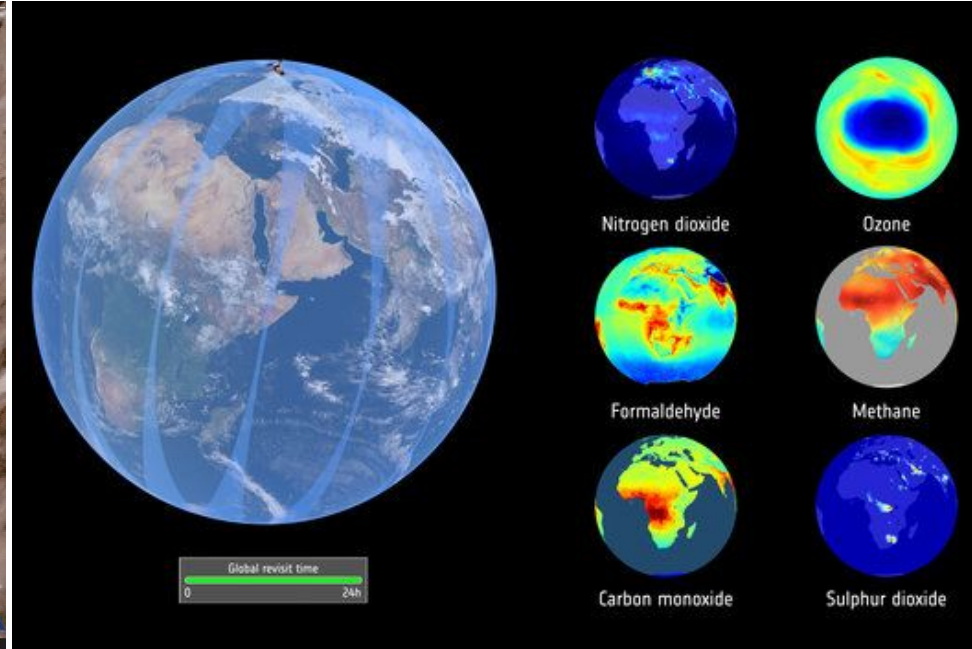 Nitrogen dioxide
Ozone
Formaldehyde
Methane
Carbon monoxide
Sulphur dioxide
Global revisit time
0
24h